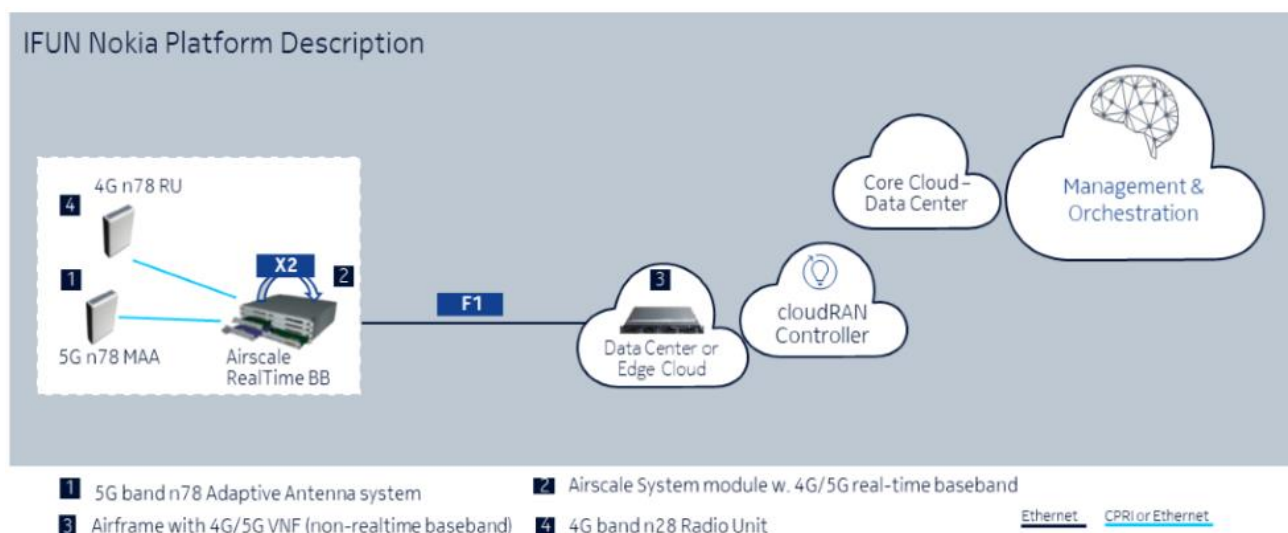 IFUN Nokia Platform Description
4G n78 RU
4
1
X2
2
5G n78 MAA
Airscale
RealTime BB
F1
3
Data Center or
Edge Cloud
cloudRAN
Controller
Core Cloud–
Data Center
Management &
Orchestration
1 5G band n78 Adaptive Antenna system
2 Airscale System module w. 4G/5G real-time baseband
3 Airframe with 4G/5G VNF (non-realtime baseband)
4 4G band n28 Radio Unit
Ethernet
CPRI or Ethernet